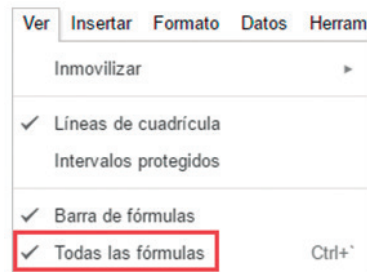 Ver Insertar Formato Datos Herram
Inmovilizar
Líneas de cuadrícula
Intervalos protegidos
Barra de fórmulas
Todas las fórmulas Ctrl+`